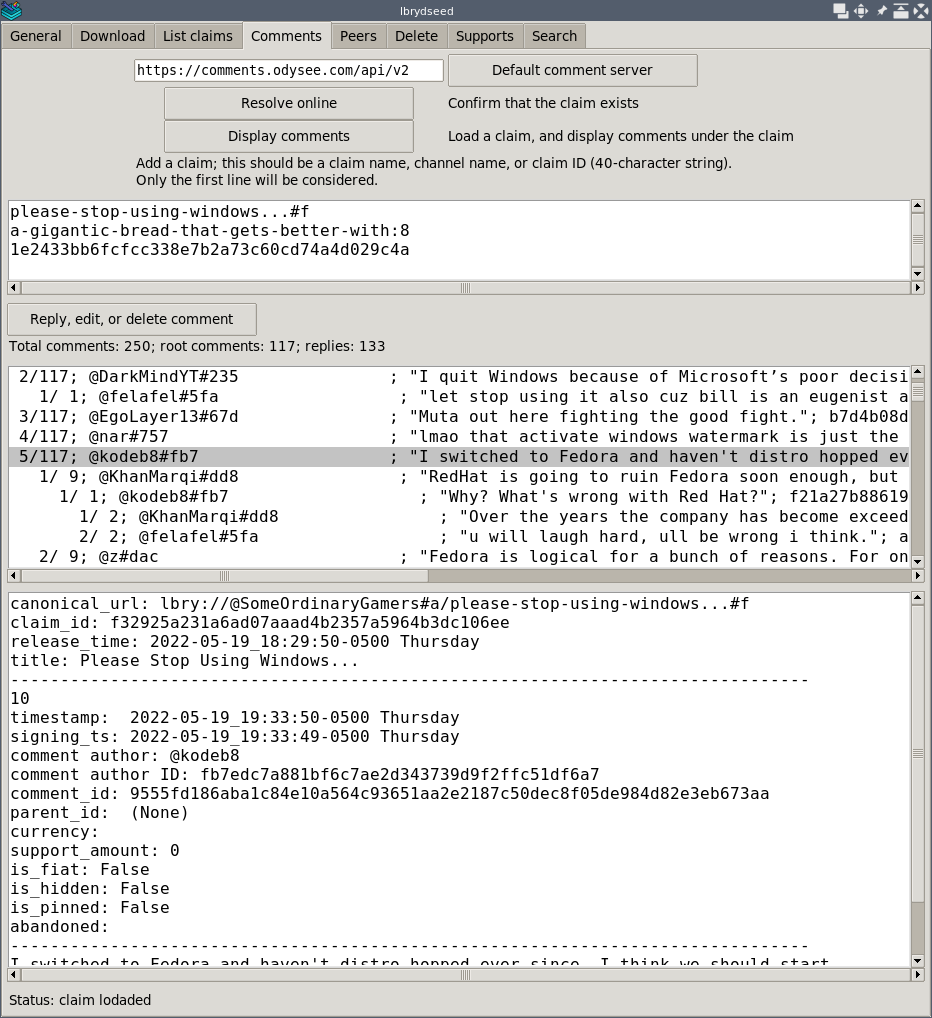 lbrydseed
General Download List claims Comments Peers Delete Supports Search
https://comments.odysee.com/api/v2 Default comment server
Resolve online Confirm that the claim exists
Display comments Load a claim, and display comments under the claim
Add a claim; this should be a claim name, channel name, or claim ID (40-character string).
Only the first line will be considered.
please-stop-using-windows...#f
a-gigantic-bread-that-gets-better-with:8
1e2433bb6fcfcc338e7b2a73c60cd74a4d029c4a
Reply, edit, or delete comment
Total comments: 250; root comments: 117; replies: 133
2/117; @DarkMindYT#235 ; "I quit Windows because of Microsoft’s poor decisi
1/ 1; @felafel#5fa ; "let stop using it also cuz bill is an eugenist a
3/117; @EgoLayer13#67d ; "Muta out here fighting the good fight."; b7d4b08d
4/117; @nar#757 ; "lmao that activate windows watermark is just the
5/117; @kodeb8#fb7 ; "I switched to Fedora and haven't distro hopped ev
1/ 9; @KhanMarqi#dd8 ; "RedHat is going to ruin Fedora soon enough, but
1/ 1; @kodeb8#fb7 ; "Why? What's wrong with Red Hat?"; f21a27b88619
1/ 2; @KhanMarqi#dd8 ; "Over the years the company has become exceed
2/ 2; @felafel#5fa ; "u will laugh hard, ull be wrong i think."; a
2/ 9; @z#dac ; "Fedora is logical for a bunch of reasons. For on
canonical_url: lbry://@SomeOrdinaryGamers#a/please-stop-using-windows...#f
claim_id: f32925a231a6ad07aaad4b2357a5964b3dc106ee
release_time: 2022-05-19_18:29:50-0500 Thursday
title: Please Stop Using Windows...
--------------------------------------------------------------------------------
10
timestamp:  2022-05-19_19:33:50-0500 Thursday
signing_ts: 2022-05-19_19:33:49-0500 Thursday
comment author: @kodeb8
comment author ID: fb7edc7a881bf6c7ae2d343739d9f2ffc51df6a7
comment_id: 9555fd186aba1c84e10a564c93651aa2e2187c50dec8f05de984d82e3eb673aa
parent_id:  (None)
currency:
support_amount: 0
is_fiat: False
is_hidden: False
is_pinned: False
abandoned:
--------------------------------------------------------------------------------
I switched to Fedora and haven't distro hopped ever since. I think we should start
Status: claim lodaded